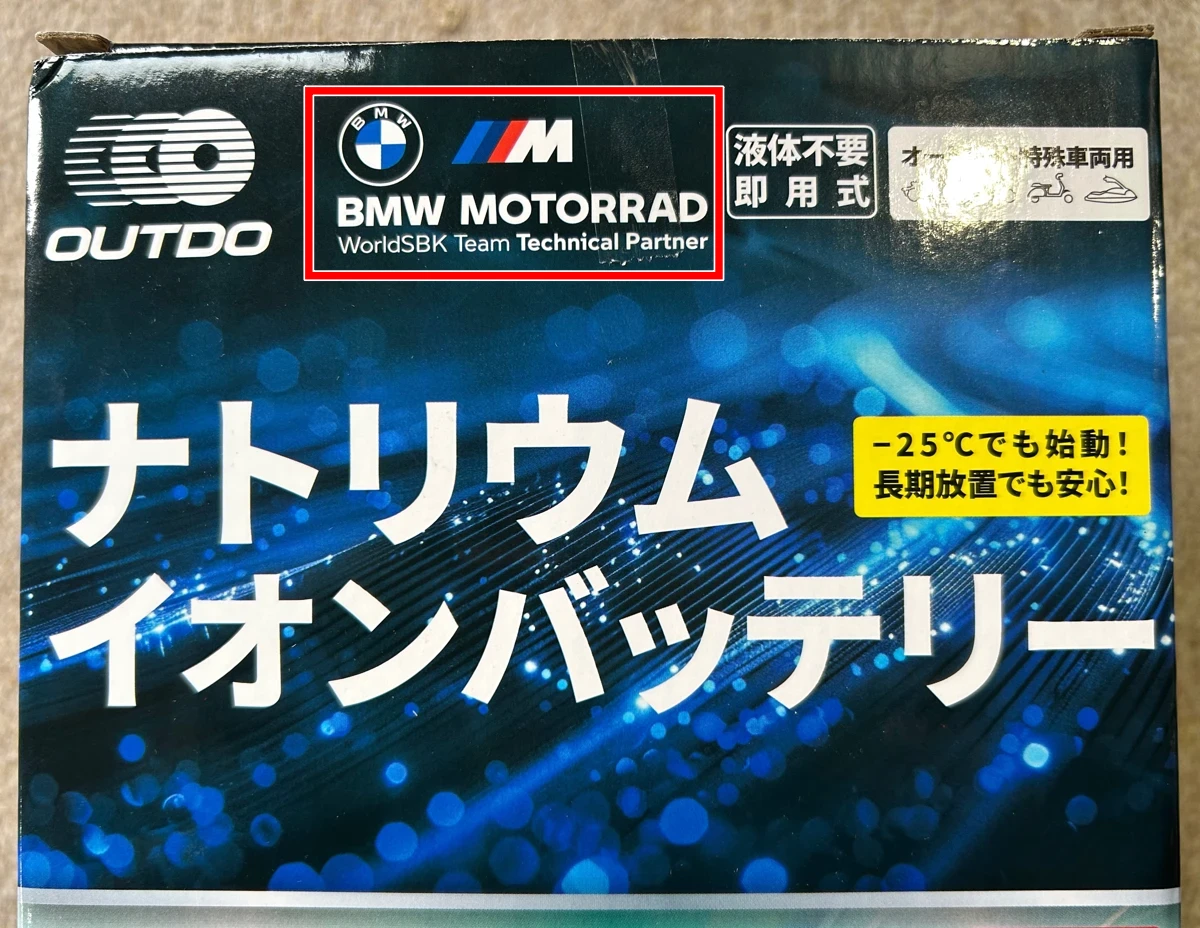 BMW
M
BMW MOTORRAD
WorldSBK Team Technical Partner
OUTDO
液体不要
即用式
特殊車両用
ナトリウム
イオンバッテリー
-25℃でも始動!
長期放置でも安心!